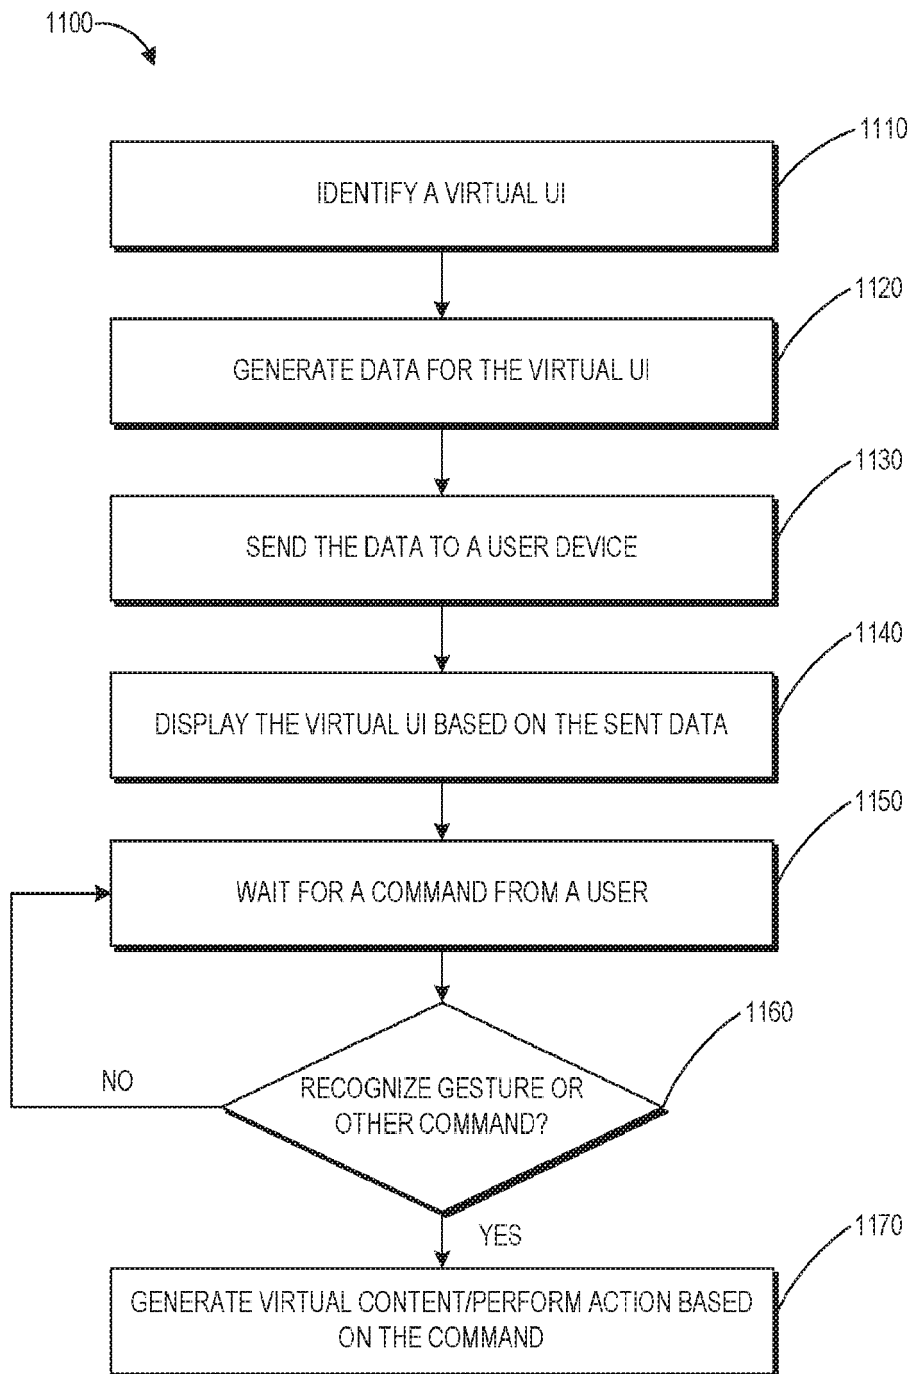 1100
1110
IDENTIFY A VIRTUAL UI
1120
GENERATE DATA FOR THE VIRTUAL UI
1130
SEND THE DATA TO A USER DEVICE
1140
DISPLAY THE VIRTUAL UI BASED ON THE SENT DATA
1150
WAIT FOR A COMMAND FROM A USER
1160
NO
RECOGNIZE GESTURE OR
OTHER COMMAND?
YES
1170
GENERATE VIRTUAL CONTENT/PERFORM ACTION BASED
ON THE COMMAND